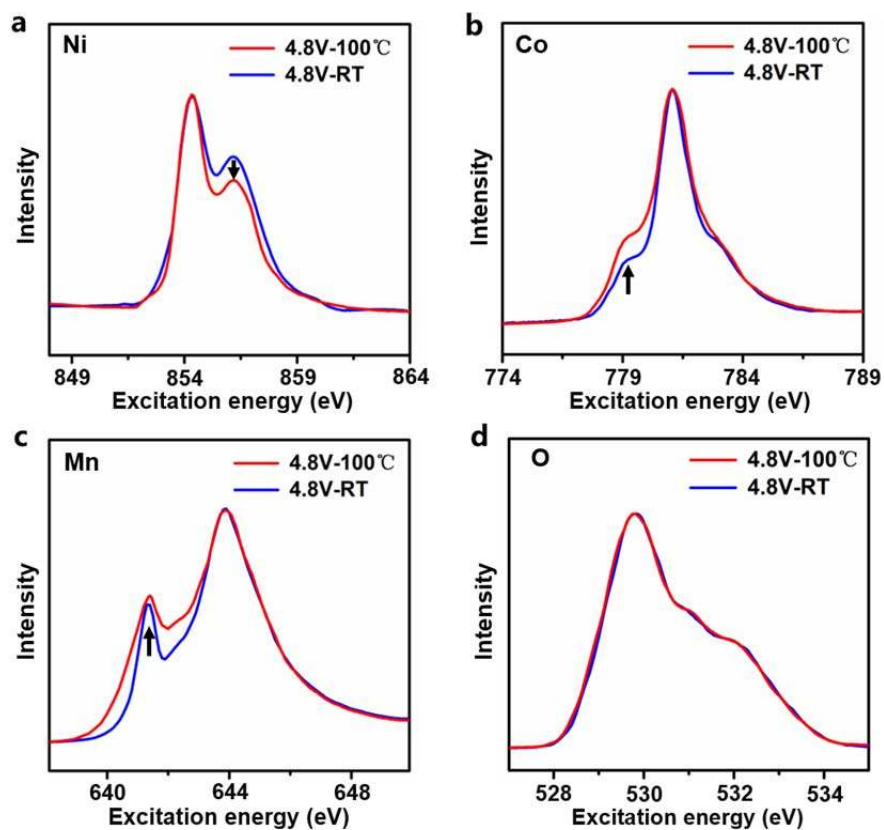 a
Ni
4.8V-100℃
4.8V-RT
Intensity
849 854 859 864
Excitation energy (eV)
b
Co
4.8V-100℃
4.8V-RT
Intensity
774 779 784 789
Excitation energy (eV)
c
Mn
4.8V-100℃
4.8V-RT
Intensity
640 644 648
Excitation energy (eV)
d
O
4.8V-100℃
4.8V-RT
Intensity
528 530 532 534
Excitation energy (eV)